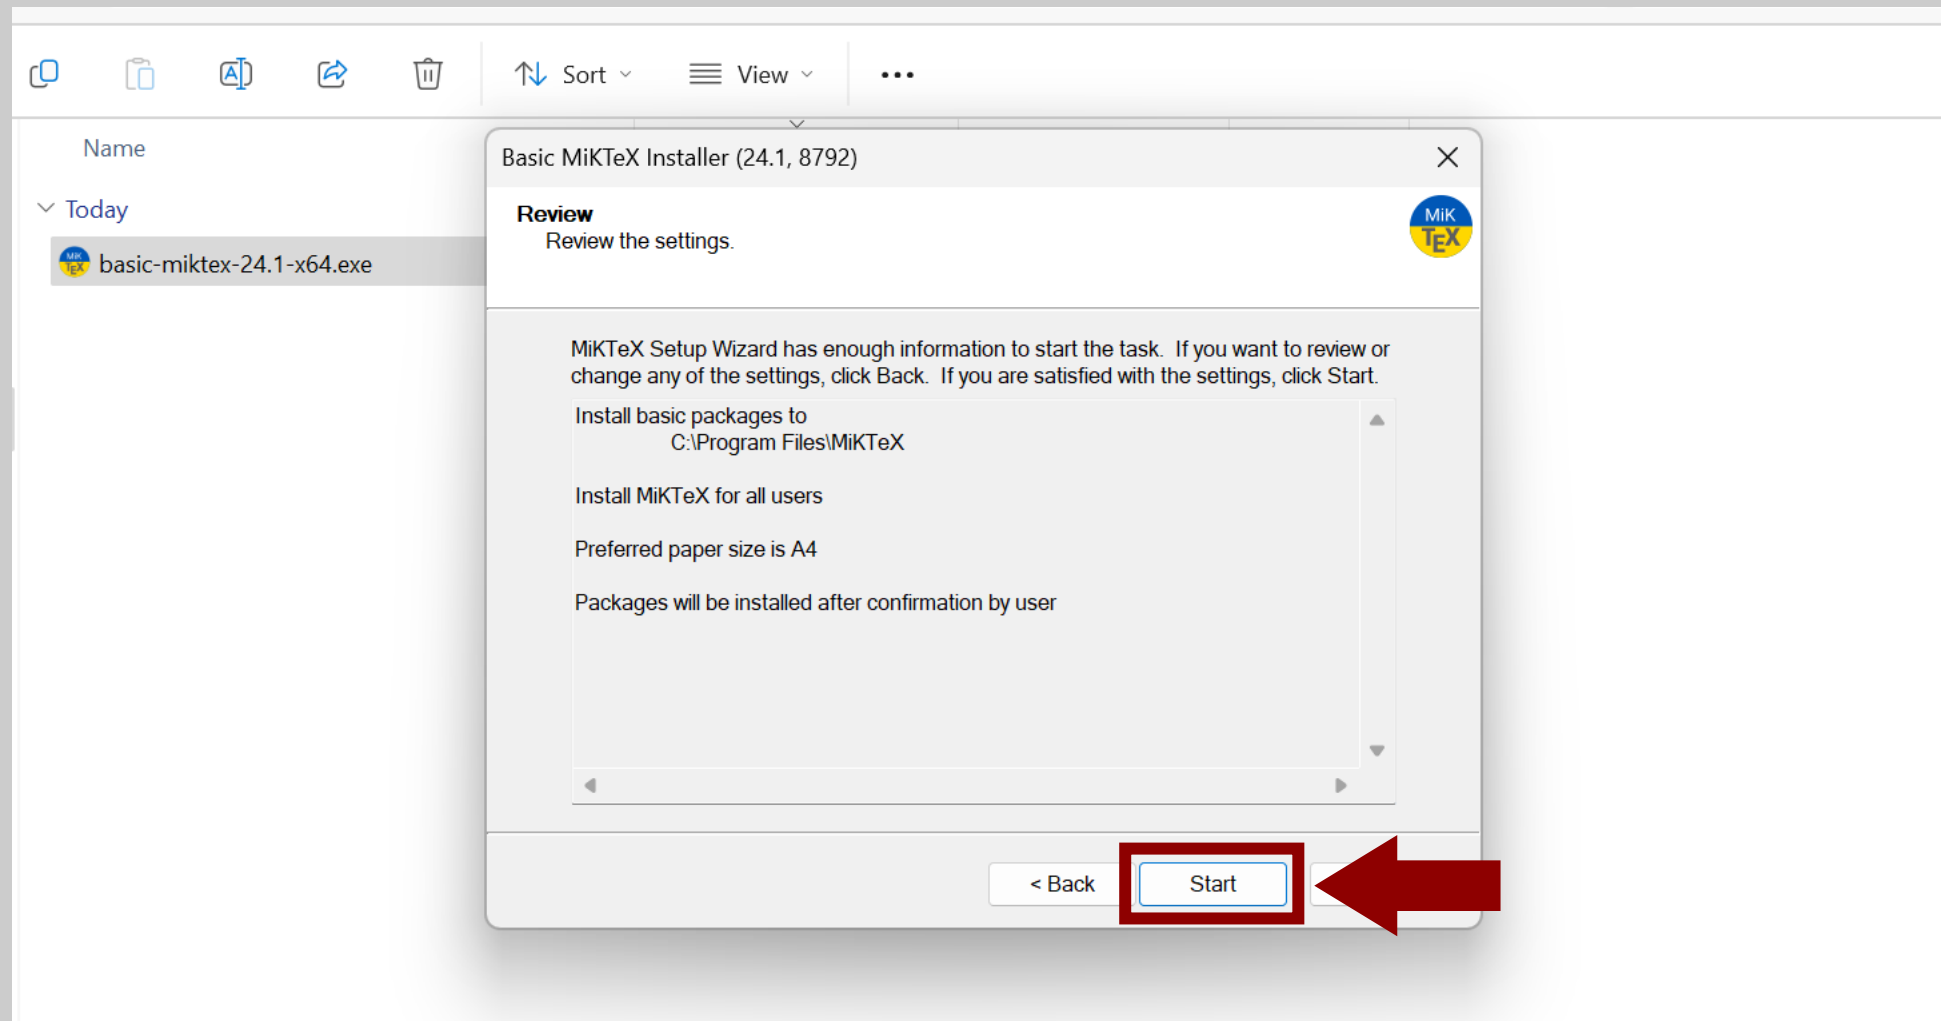 Sort
View
Name
Basic MiKTeX Installer (24.1, 8792)
Today
Review
Review the settings.
MiK
TEX
MiK
TEX
basic-miktex-24.1-x64.exe
MiKTeX Setup Wizard has enough information to start the task. If you want to review or
change any of the settings, click Back. If you are satisfied with the settings, click Start.
Install basic packages to
C:\Program Files\MiKTeX
Install MiKTeX for all users
Preferred paper size is A4
Packages will be installed after confirmation by user
< Back
Start